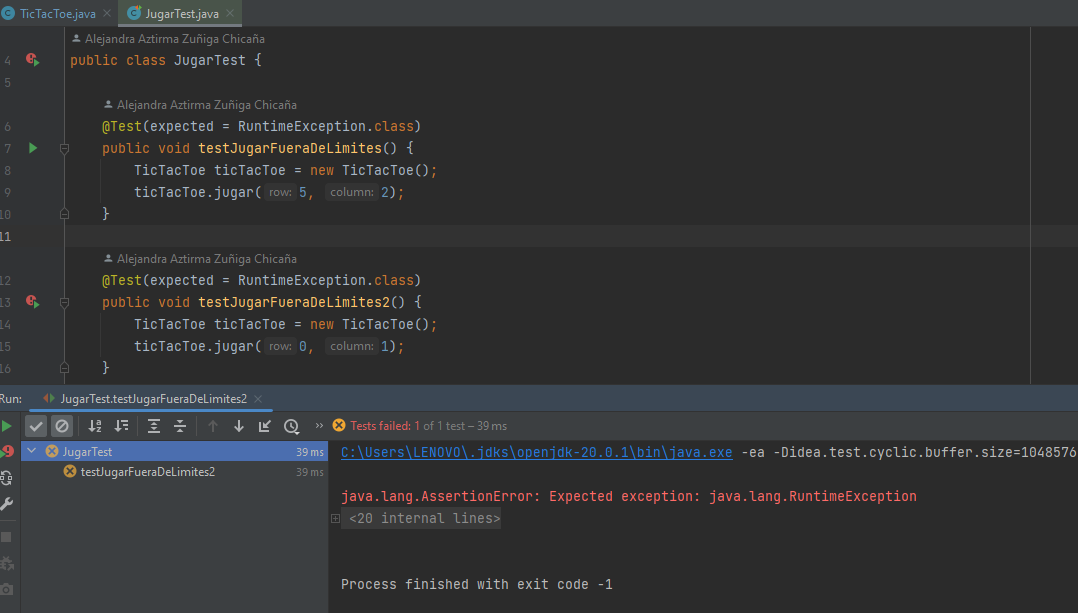 TicTacToe.java JugarTest.java
Alejandra Aztirma Zuñiga Chicaña
4 public class JugarTest {
5
Alejandra Aztirma Zuñiga Chicaña
6 @Test(expected = RuntimeException.class)
7 public void testJugarFueraDeLimites() {
8 TicTacToe ticTacToe = new TicTacToe();
9 ticTacToe.jugar( row: 5, column: 2);
10 }
11
Alejandra Aztirma Zuñiga Chicaña
12 @Test(expected = RuntimeException.class)
13 public void testJugarFueraDeLimites2() {
14 TicTacToe ticTacToe = new TicTacToe();
15 ticTacToe.jugar( row: 0, column: 1);
16 }
Run: JugarTest.testJugarFueraDeLimites2
Tests failed: 1 of 1 test – 39 ms
JugarTest 39 ms
testJugarFueraDeLimites2 39 ms
C:\Users\LENOVO\.jdks\openjdk-20.0.1\bin\java.exe -ea -Didea.test.cyclic.buffer.size=1048576
java.lang.AssertionError: Expected exception: java.lang.RuntimeException
<20 internal lines>
Process finished with exit code -1